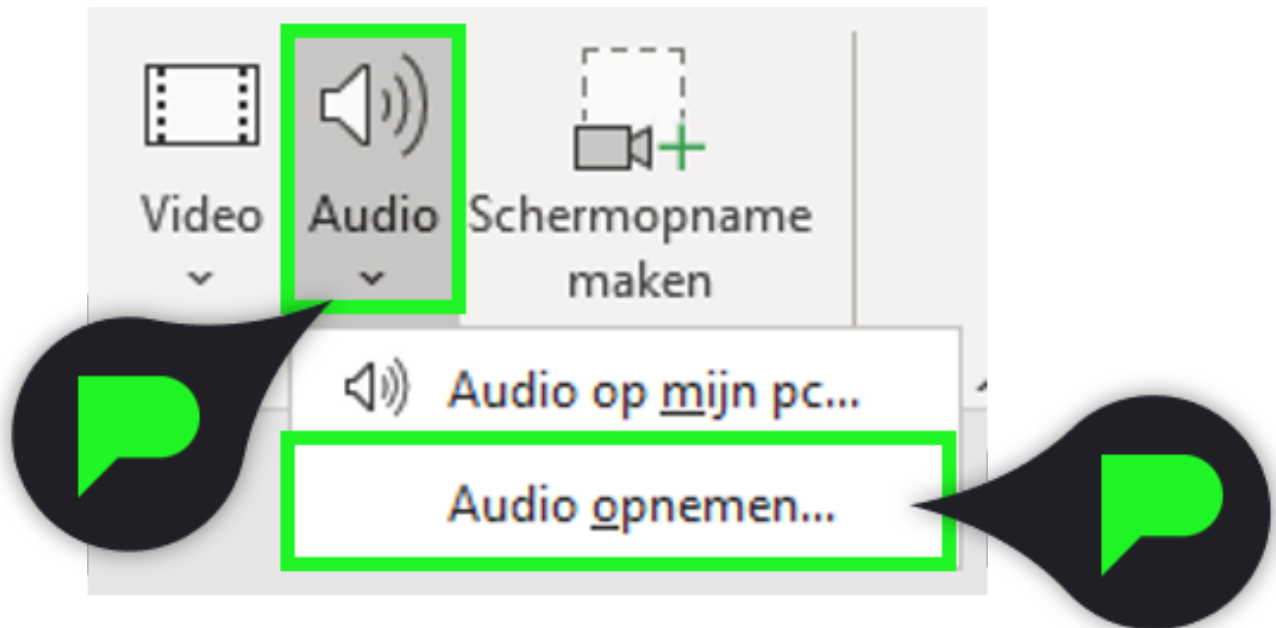 Video
Audio
Schermopname
maken
Audio op mijn pc...
Audio opnemen...